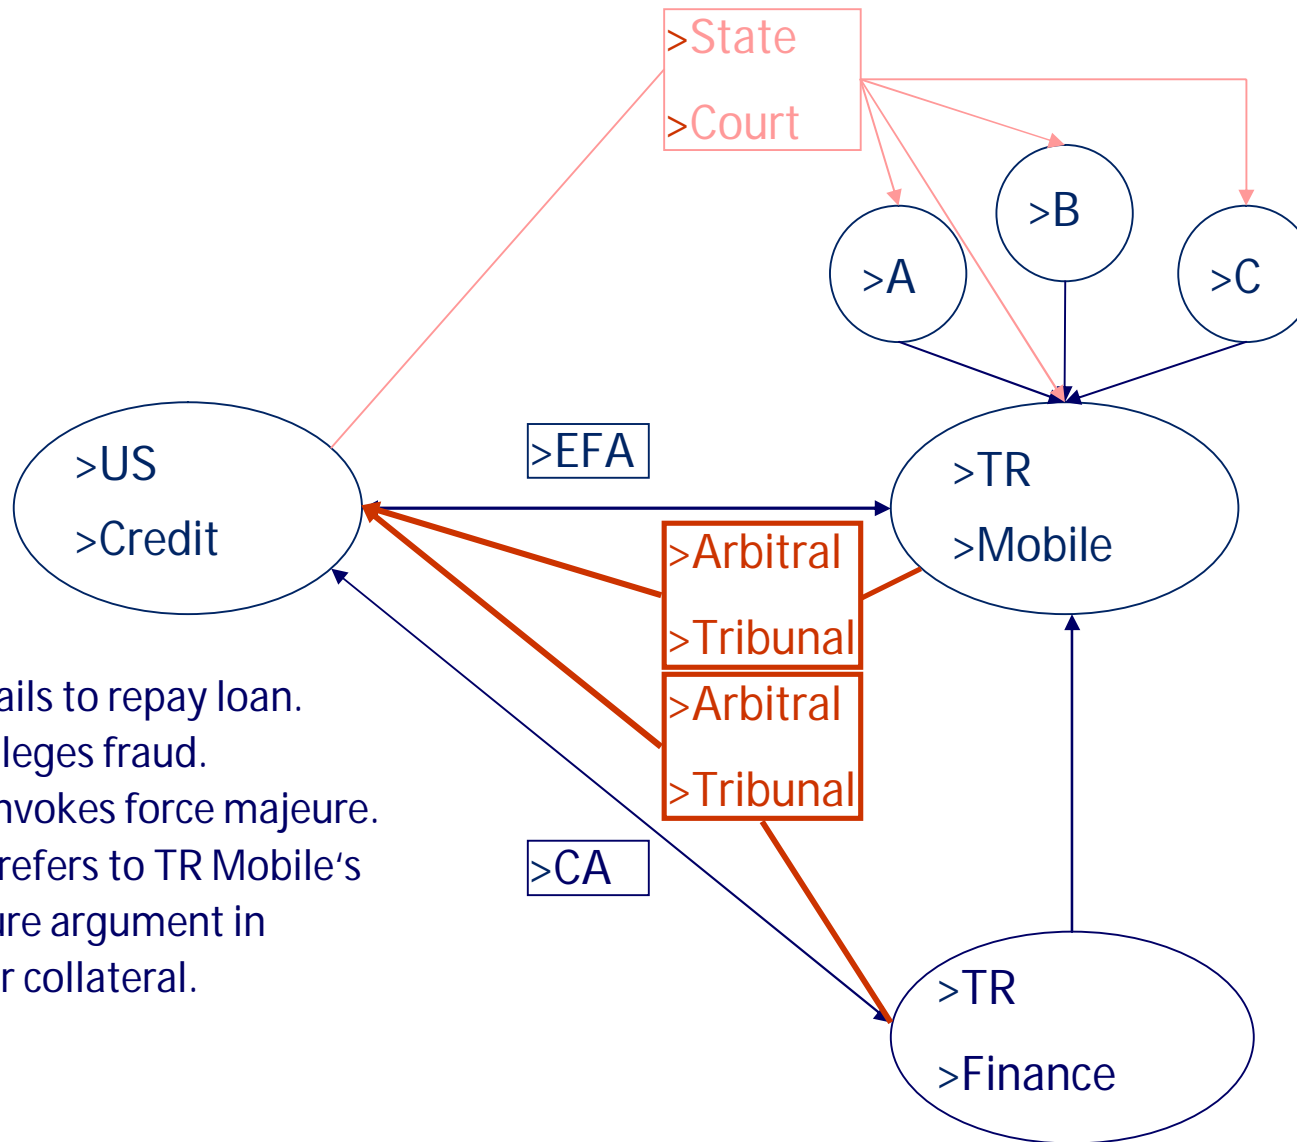 >State
>Court
>B
>A
>C
>EFA
>US
>Credit
>TR
>Mobile
>Arbitral
>Tribunal
>Arbitral
>Tribunal
ails to repay loan.
lleges fraud.
nvokes force majeure.
refers to TR Mobile‘s
ure argument in
r collateral.
>CA
>TR
>Finance